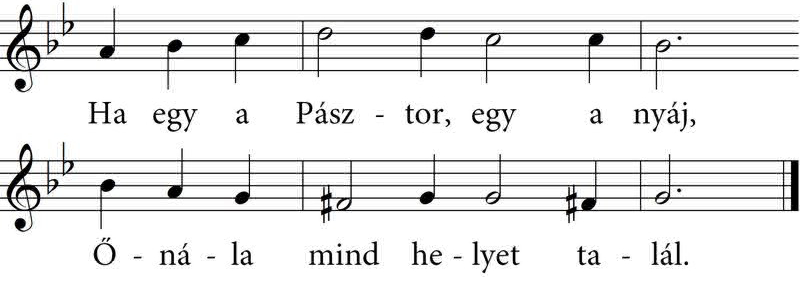 Ha egy a Pász - tor, egy a nyáj,
Ő - ná - la mind he - lyet ta - lál.